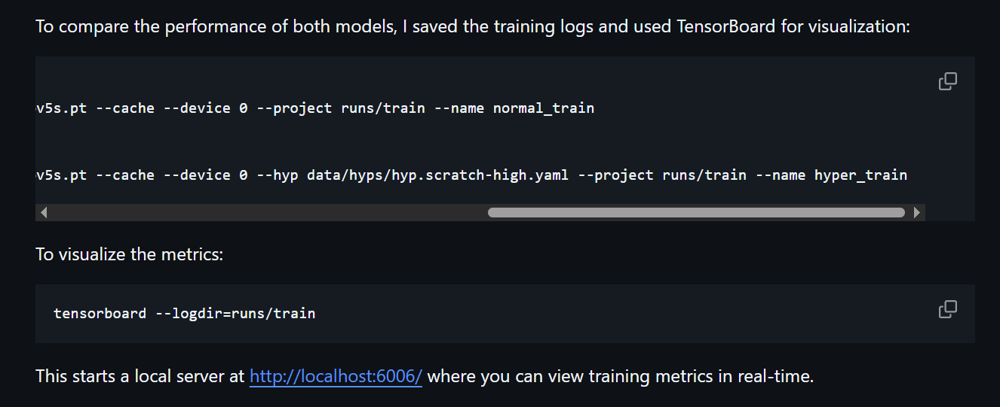 To compare the performance of both models, I saved the training logs and used TensorBoard for visualization:
v5s.pt --cache --device 0 --project runs/train --name normal_train
v5s.pt --cache --device 0 --hyp data/hyps/hyp.scratch-high.yaml --project runs/train --name hyper_train
To visualize the metrics:
tensorboard --logdir=runs/train
This starts a local server at http://localhost:6006/ where you can view training metrics in real-time.